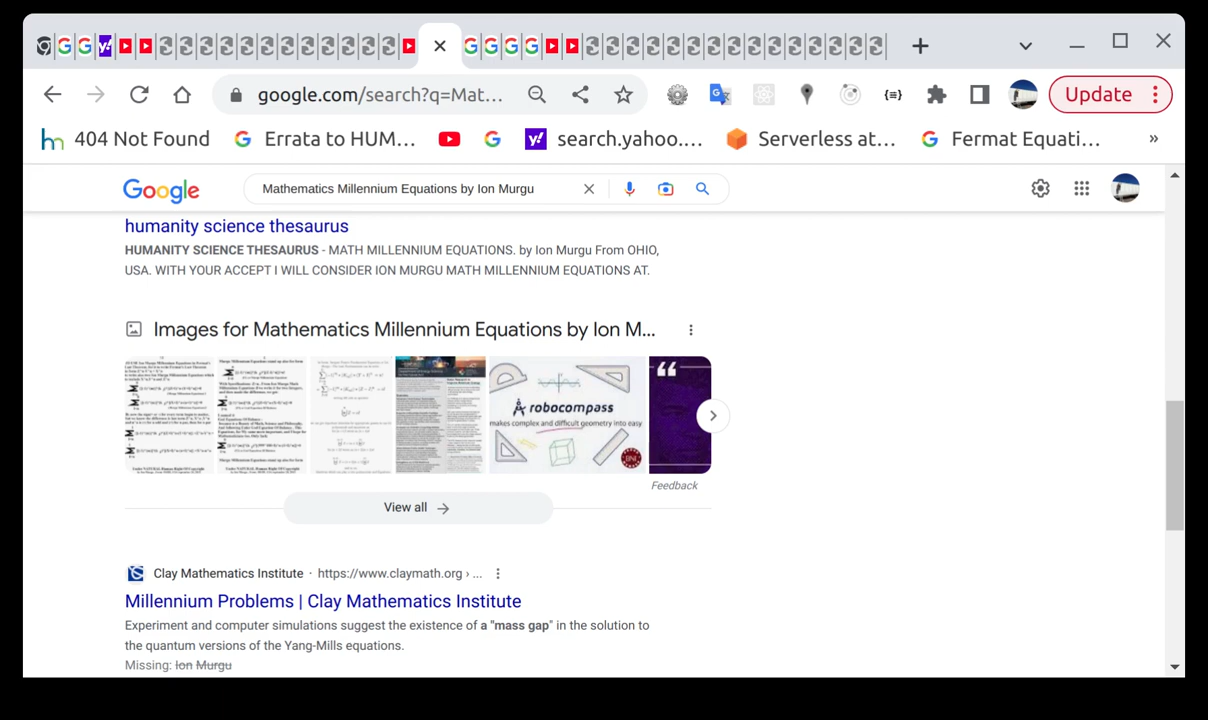 google.com/search?q=Mat...
Update
404 Not Found
Errata to HUM...
search.yahoo....
Serverless at...
Fermat Equati...
»
Google
Mathematics Millennium Equations by Ion Murgu
humanity science thesaurus
HUMANITY SCIENCE THESAURUS - MATH MILLENNIUM EQUATIONS. by Ion Murgu From OHIO,
USA. WITH YOUR ACCEPT I WILL CONSIDER ION MURGU MATH MILLENNIUM EQUATIONS AT.
Images for Mathematics Millennium Equations by Ion M...
robocompass
makes complex and difficult geometry into easy
Feedback
View all
Clay Mathematics Institute · https://www.claymath.org › ...
Millennium Problems | Clay Mathematics Institute
Experiment and computer simulations suggest the existence of a "mass gap" in the solution to
the quantum versions of the Yang-Mills equations.
Missing: Ion Murgu